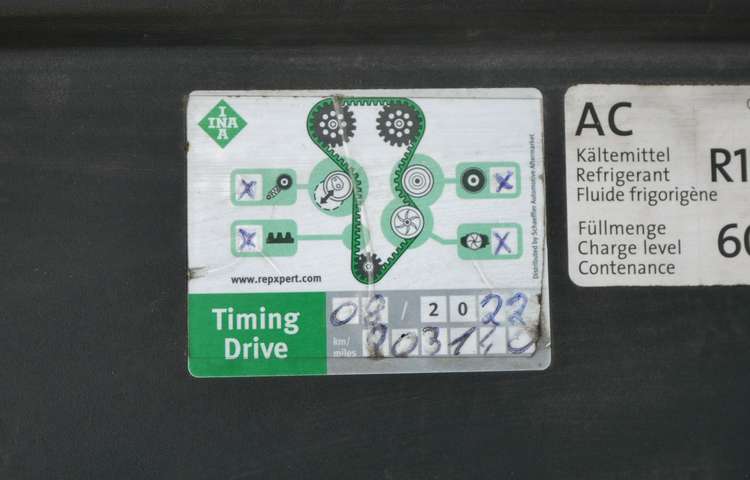 INA
INA
www.repxpert.com
Distributed by Schaeffler Automotive Aftermarket
Timing
Drive
08 / 20 22
km/
miles
AC
Kältemittel
Refrigerant
Fluide frigorigène
R1
Füllmenge
Charge level
Contenance
60